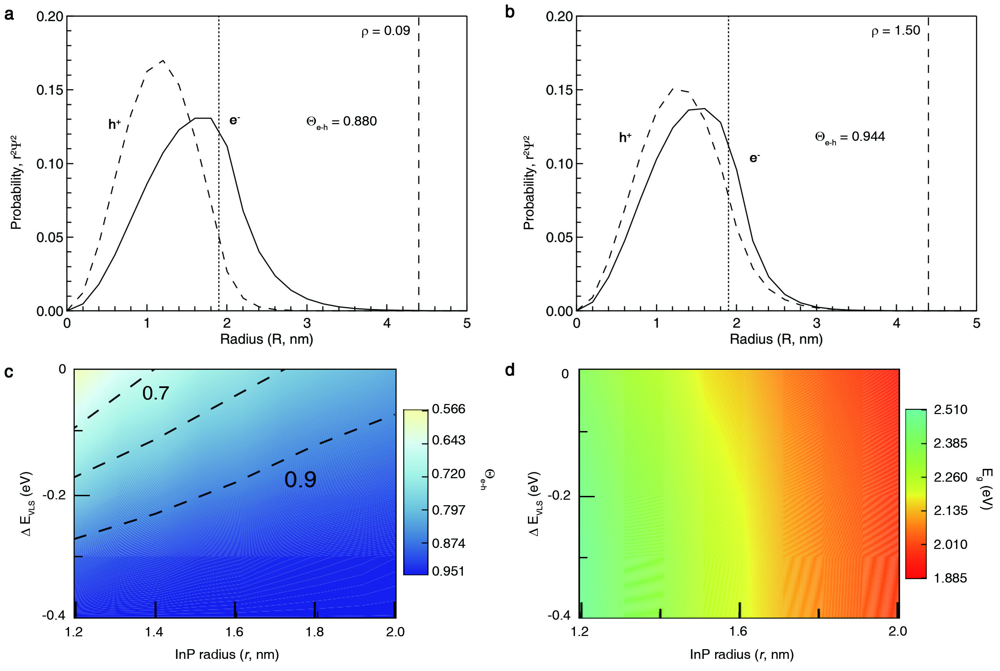 a
0.20
0.15
0.10
0.05
0.00
Probability, r²Ψ²
ρ = 0.09
h⁺
e⁻
Θe-h = 0.880
0 1 2 3 4 5
Radius (R, nm)
b
0.20
0.15
0.10
0.05
0.00
Probability, r²Ψ²
ρ = 1.50
h⁺
e⁻
Θe-h = 0.944
0 1 2 3 4 5
Radius (R, nm)
c
0
-0.2
-0.4
Δ EVLS (eV)
0.7
0.9
1.2 1.4 1.6 1.8 2.0
InP radius (r, nm)
0.566
0.643
0.720
0.797
0.874
0.951
Θe-h
d
0
-0.2
-0.4
Δ EVLS (eV)
1.2 1.6 2.0
InP radius (r, nm)
2.510
2.385
2.260
2.135
2.010
1.885
Eg (eV)